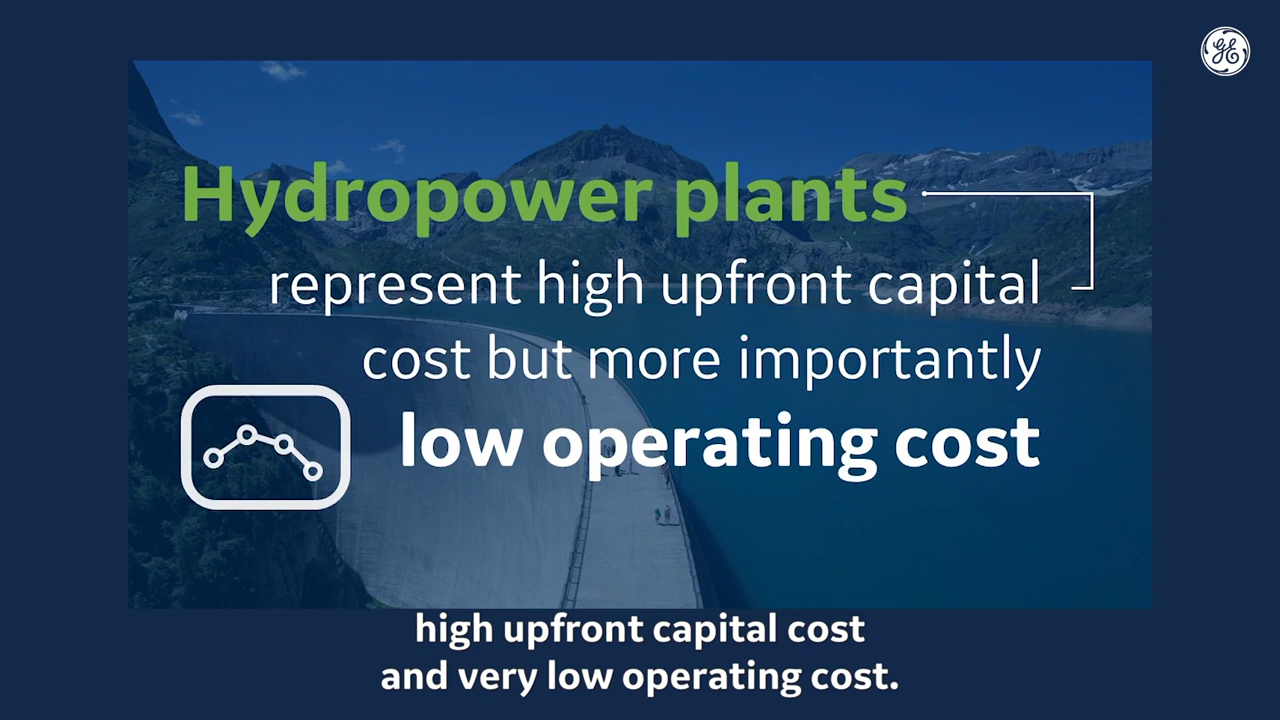 GE
Hydropower plants
represent high upfront capital
cost but more importantly
low operating cost
high upfront capital cost
and very low operating cost.